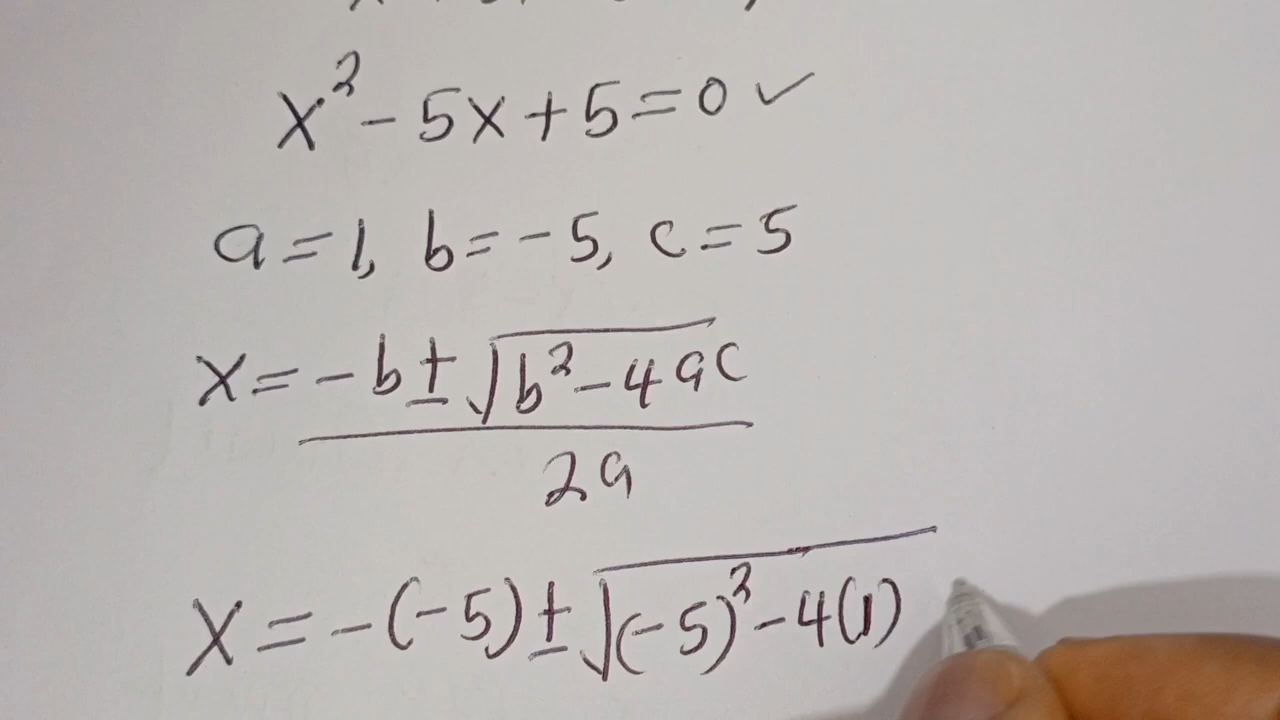 x² - 5x + 5 = 0 ✓
a = 1, b = -5, c = 5
x = -b ± √(b² - 4ac) / 2a
x = -(-5) ± √(-5)² - 4(1)